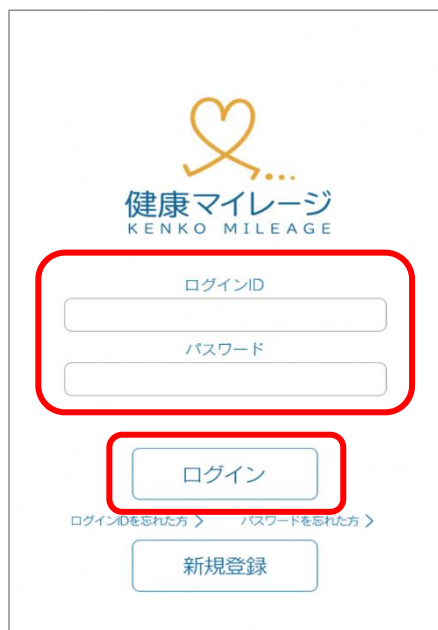 健康マイレージ
KENKO MILEAGE
ログインID
パスワード
ログイン
ログインIDを忘れた方 > パスワードを忘れた方 >
新規登録